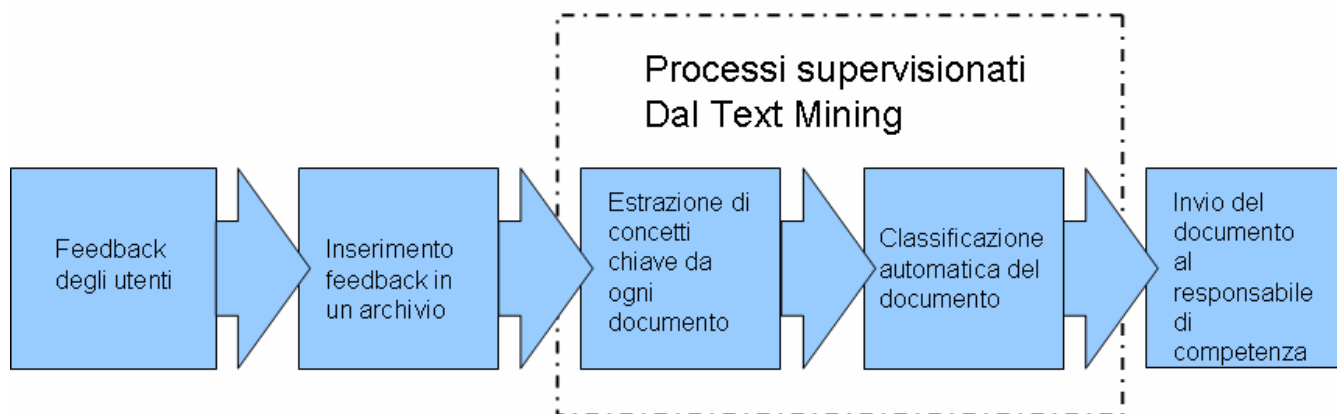 Processi supervisionati
Dal Text Mining
Feedback
degli utenti
Inserimento
feedback in
un archivio
Estrazione di
concetti
chiave da
ogni
documento
Classificazione
automatica del
documento
Invio del
documento
al
responsabile
di
competenza